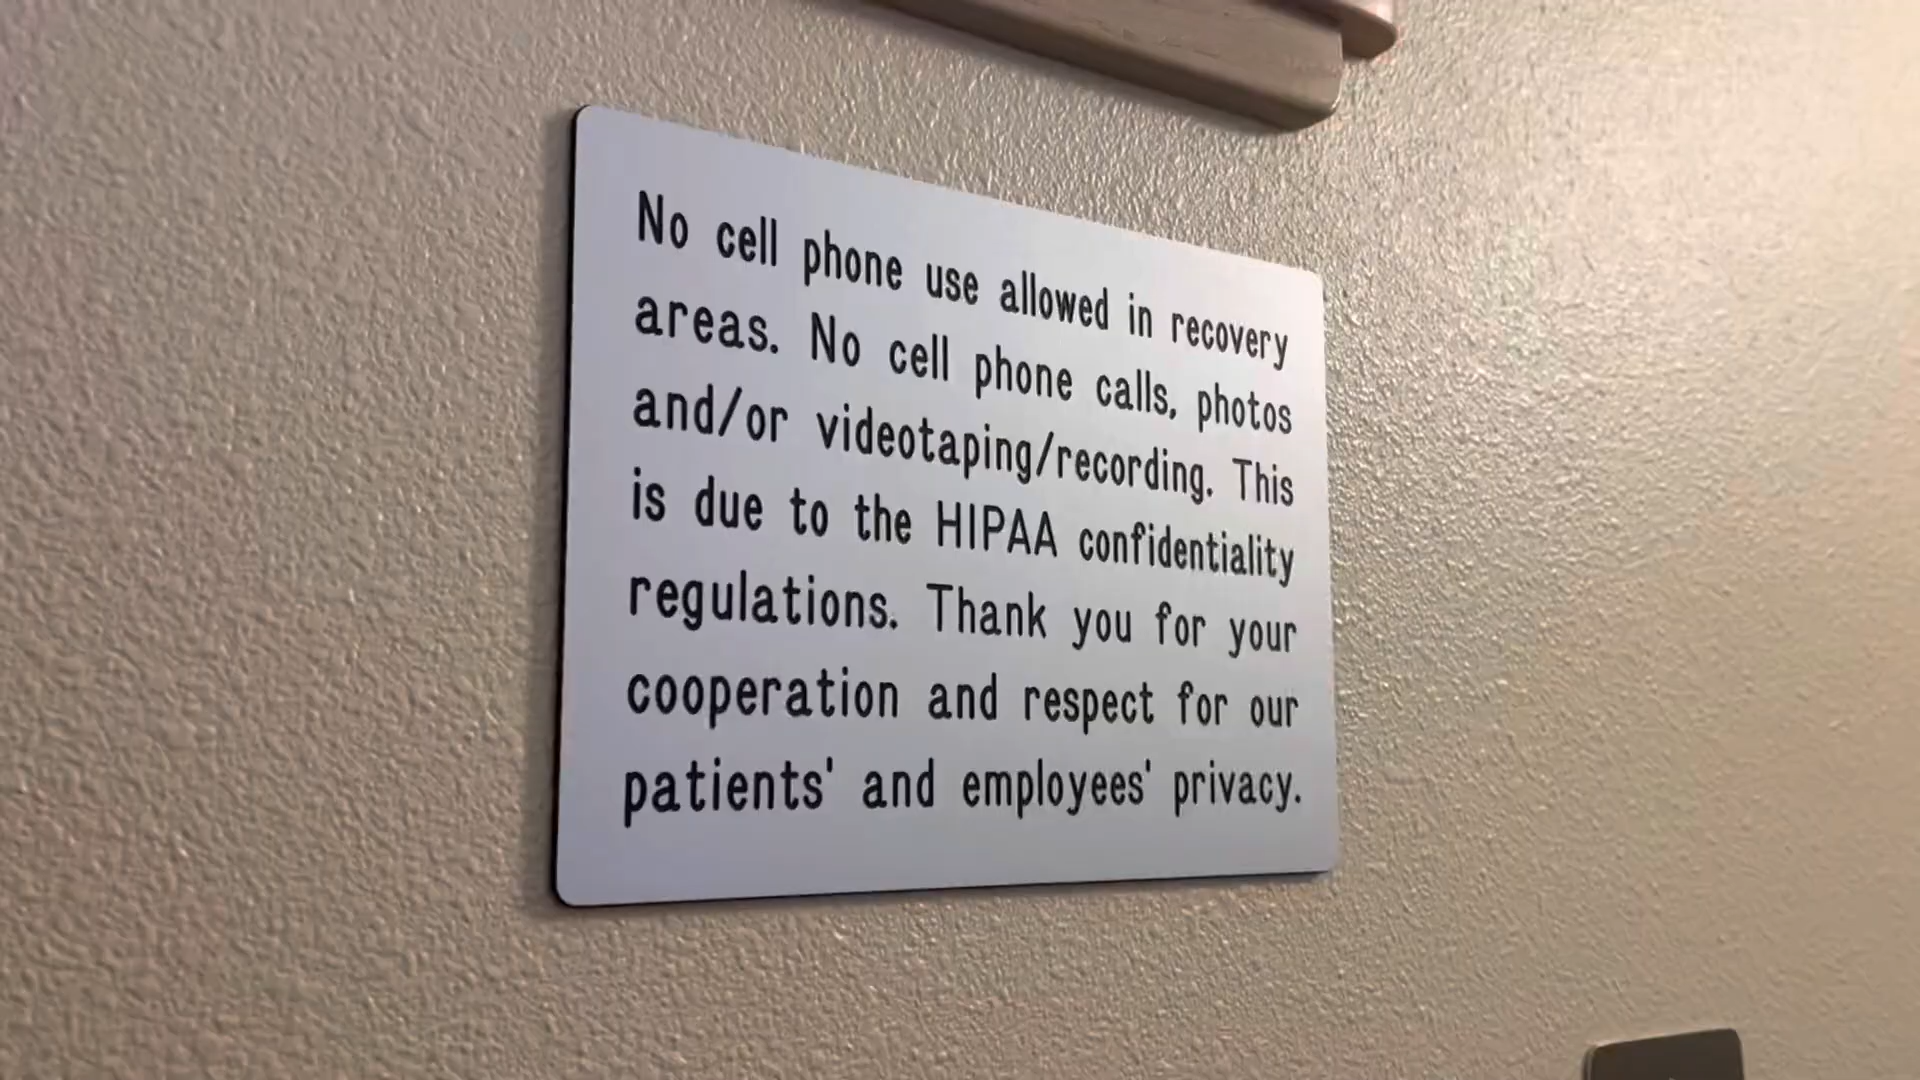 No cell phone use allowed in recovery
areas. No cell phone calls, photos
and/or videotaping/recording. This
is due to the HIPAA confidentiality
regulations. Thank you for your
cooperation and respect for our
patients' and employees' privacy.